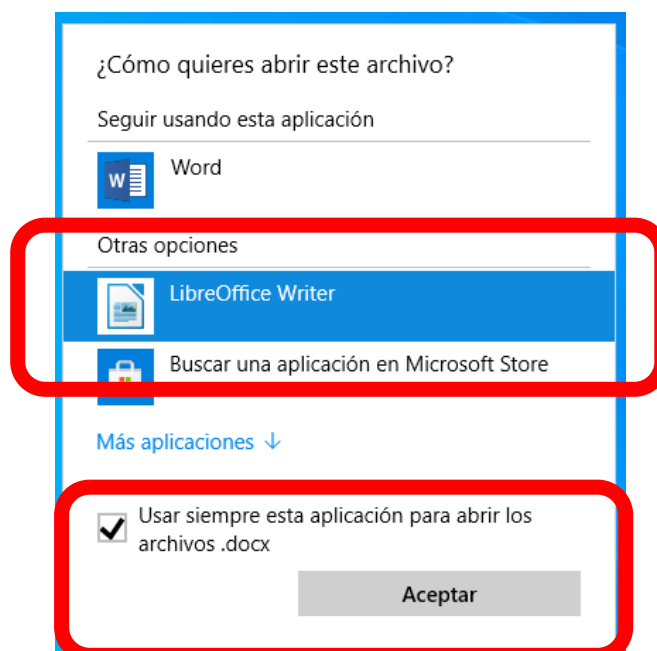 ¿Cómo quieres abrir este archivo?
Seguir usando esta aplicación
W
Word
Otras opciones
LibreOffice Writer
Buscar una aplicación en Microsoft Store
Más aplicaciones ↓
Usar siempre esta aplicación para abrir los
archivos .docx
Aceptar